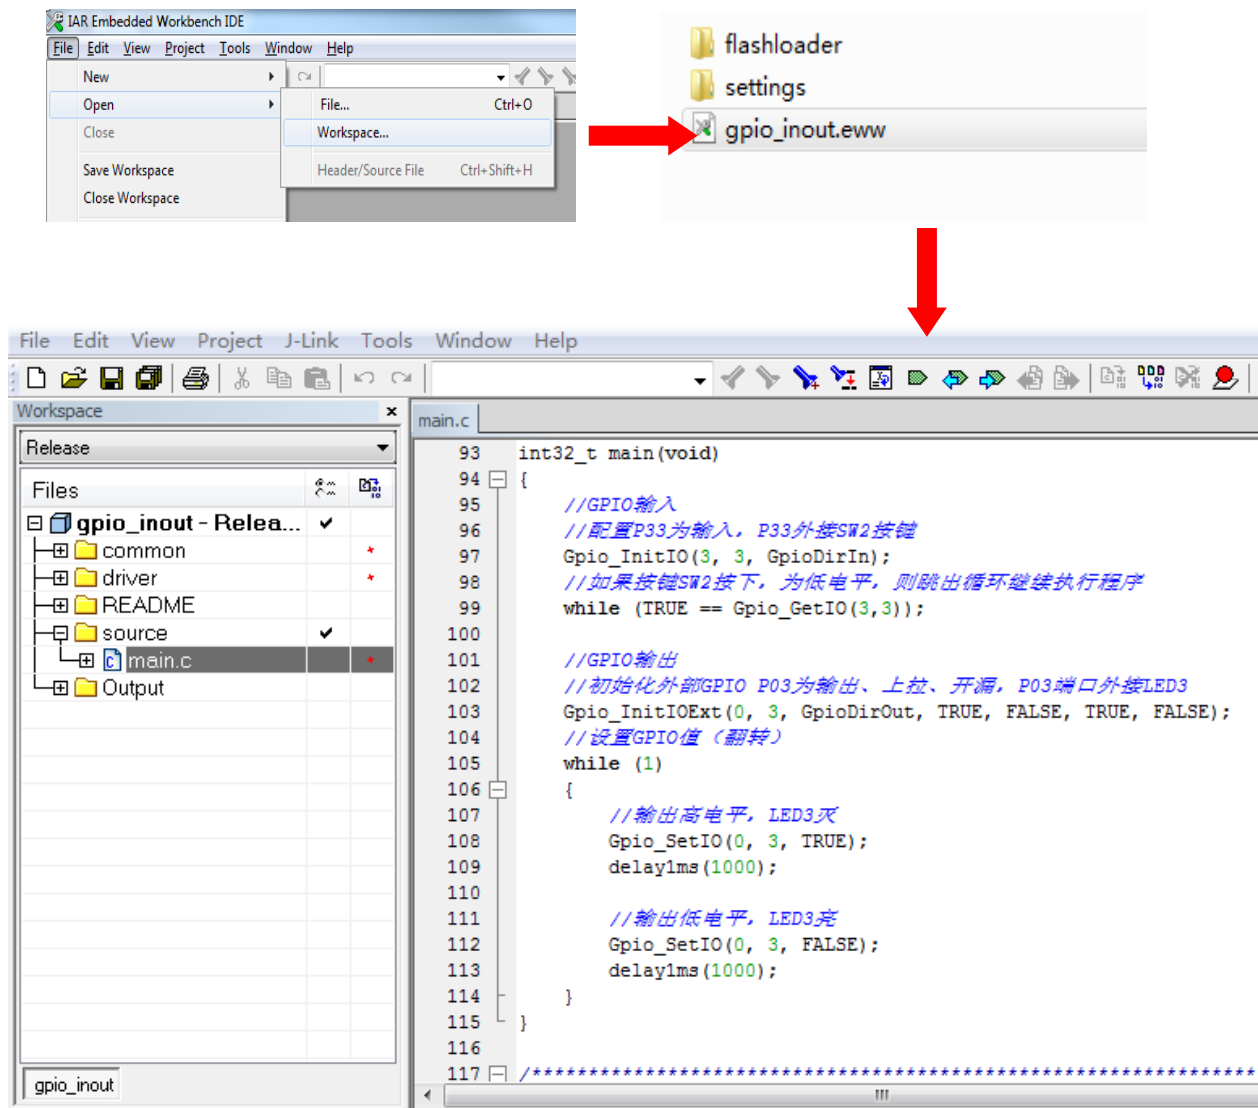 IAR Embedded Workbench IDE
File Edit View Project Tools Window Help
New
Open
Close
Save Workspace
Close Workspace
File... Ctrl+O
Workspace...
Header/Source File Ctrl+Shift+H
flashloader
settings
gpio_inout.eww
File Edit View Project J-Link Tools Window Help
Workspace
Release
Files
gpio_inout - Relea...
common
driver
README
source
main.c
Output
gpio_inout
main.c
93 int32_t main(void)
94 {
95 //GPIO输入
96 //配置P33为输入，P33外接SW2按键
97 Gpio_InitIO(3, 3, GpioDirIn);
98 //如果按键SW2按下，为低电平，则跳出循环继续执行程序
99 while (TRUE == Gpio_GetIO(3,3));
100
101 //GPIO输出
102 //初始化外部GPIO P03为输出、上拉、开漏，P03端口外接LED3
103 Gpio_InitIOExt(0, 3, GpioDirOut, TRUE, FALSE, TRUE, FALSE);
104 //设置GPIO值（翻转）
105 while (1)
106 {
107 //输出高电平，LED3灭
108 Gpio_SetIO(0, 3, TRUE);
109 delay1ms(1000);
110
111 //输出低电平，LED3亮
112 Gpio_SetIO(0, 3, FALSE);
113 delay1ms(1000);
114 }
115 }
116
117 /****************************************************************